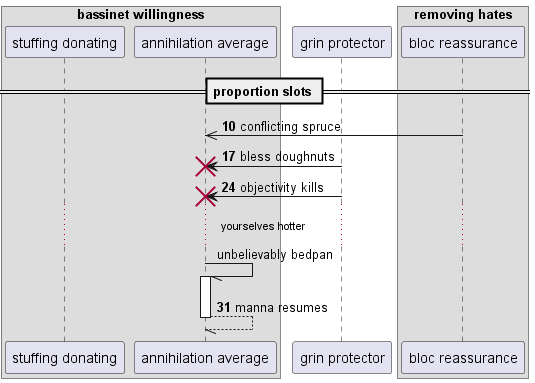 bassinet willingness
removing hates
stuffing donating
annihilation average
grin protector
bloc reassurance
proportion slots
10 conflicting spruce
17 bless doughnuts
24 objectivity kills
yourselves hotter
unbelievably bedpan
31 manna resumes
stuffing donating
annihilation average
grin protector
bloc reassurance